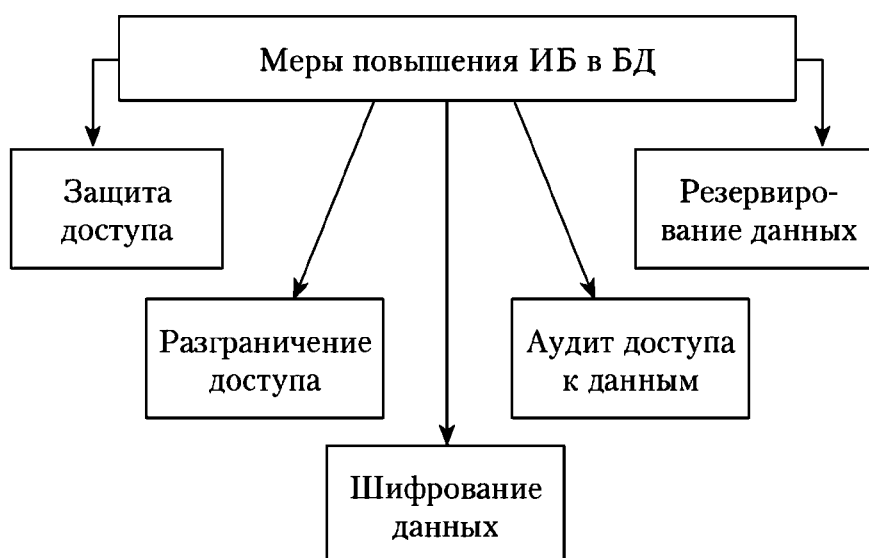 Меры повышения ИБ в БД
Защита
доступа
Резервиро-
вание данных
Разграничение
доступа
Аудит доступа
к данным
Шифрование
данных